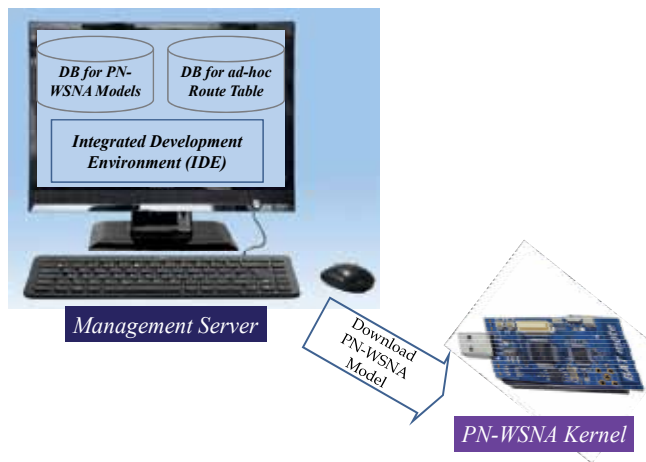 DB for PN-
WSNA Models
DB for ad-hoc
Route Table
Integrated Development
Environment (IDE)
Management Server
Download
PN-WSNA
Model
PN-WSNA Kernel